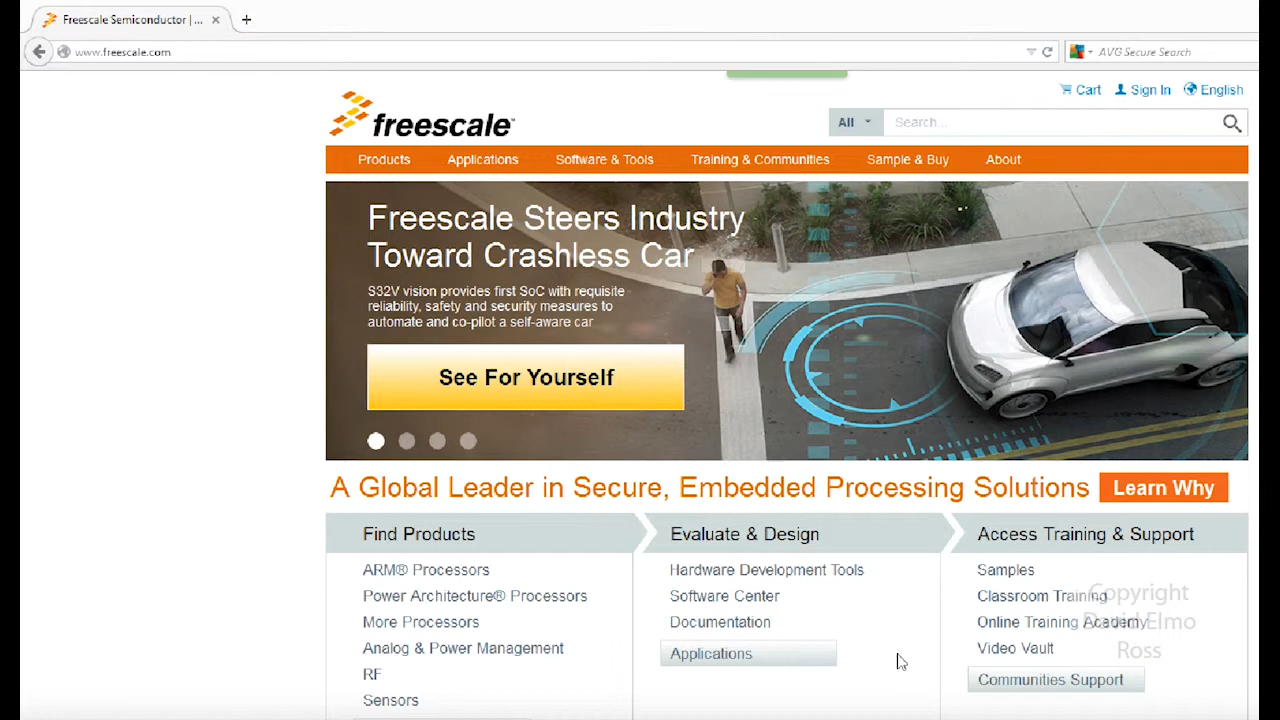 Freescale Semiconductor | ...
www.freescale.com
AVG Secure Search
Cart Sign In English
freescale™
All Search...
Products Applications Software & Tools Training & Communities Sample & Buy About
Freescale Steers Industry
Toward Crashless Car
S32V vision provides first SoC with requisite
reliability, safety and security measures to
automate and co-pilot a self-aware car
See For Yourself
A Global Leader in Secure, Embedded Processing Solutions Learn Why
Find Products
ARM® Processors
Power Architecture® Processors
More Processors
Analog & Power Management
RF
Sensors
Evaluate & Design
Hardware Development Tools
Software Center
Documentation
Applications
Access Training & Support
Samples
Classroom Training
Online Training Academy
Video Vault
Communities Support
Copyright
David Elmo
Ross